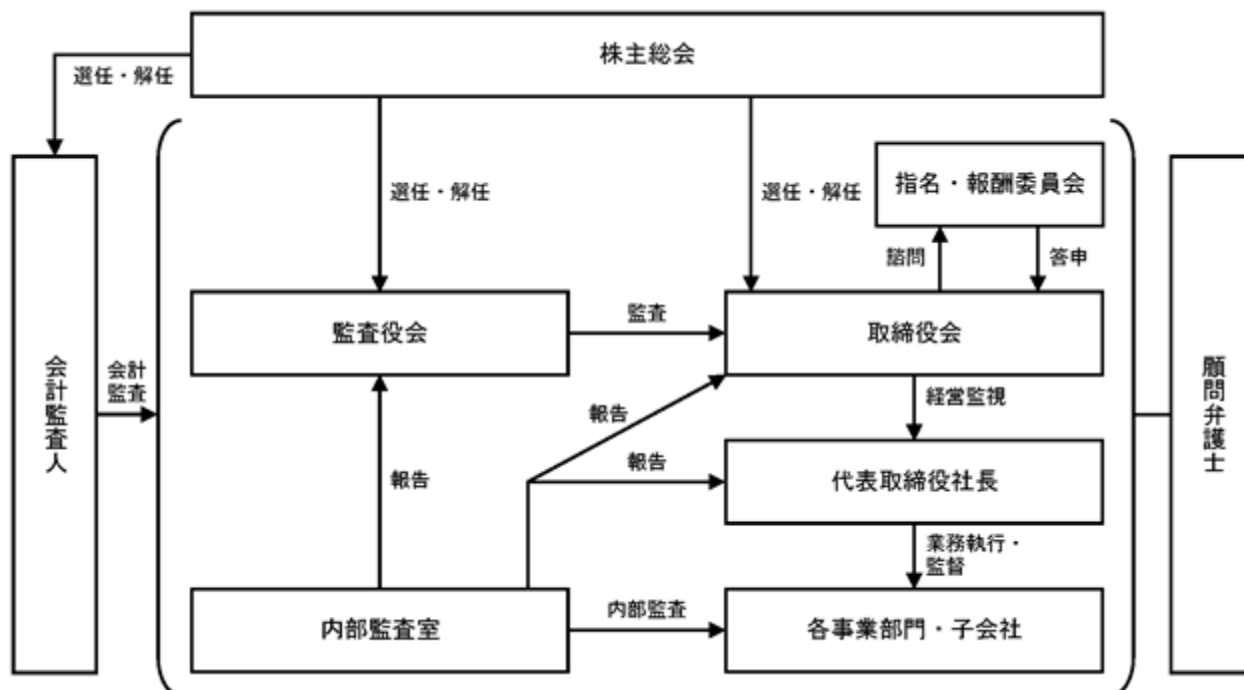 株主総会
選任・解任
選任・解任
選任・解任
指名・報酬委員会
諮問
答申
監査役会
監査
取締役会
会計監査人
会計
監査
顧問弁護士
報告
経営監視
報告
報告
代表取締役社長
業務執行・
監督
内部監査室
内部監査
各事業部門・子会社